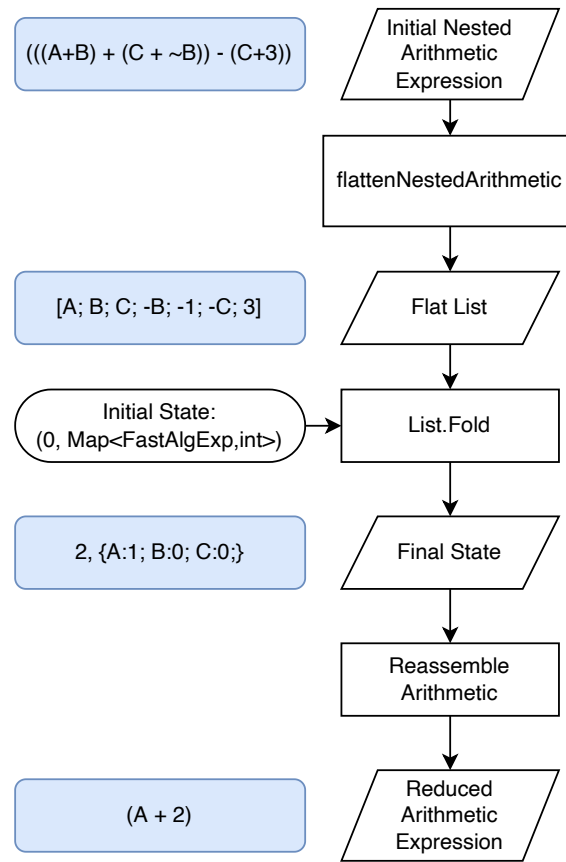 (((A+B) + (C + ~B)) - (C+3))
Initial Nested
Arithmetic
Expression
flattenNestedArithmetic
[A; B; C; -B; -1; -C; 3]
Flat List
Initial State:
(0, Map<FastAlgExp,int>)
List.Fold
2, {A:1; B:0; C:0;}
Final State
Reassemble
Arithmetic
(A + 2)
Reduced
Arithmetic
Expression